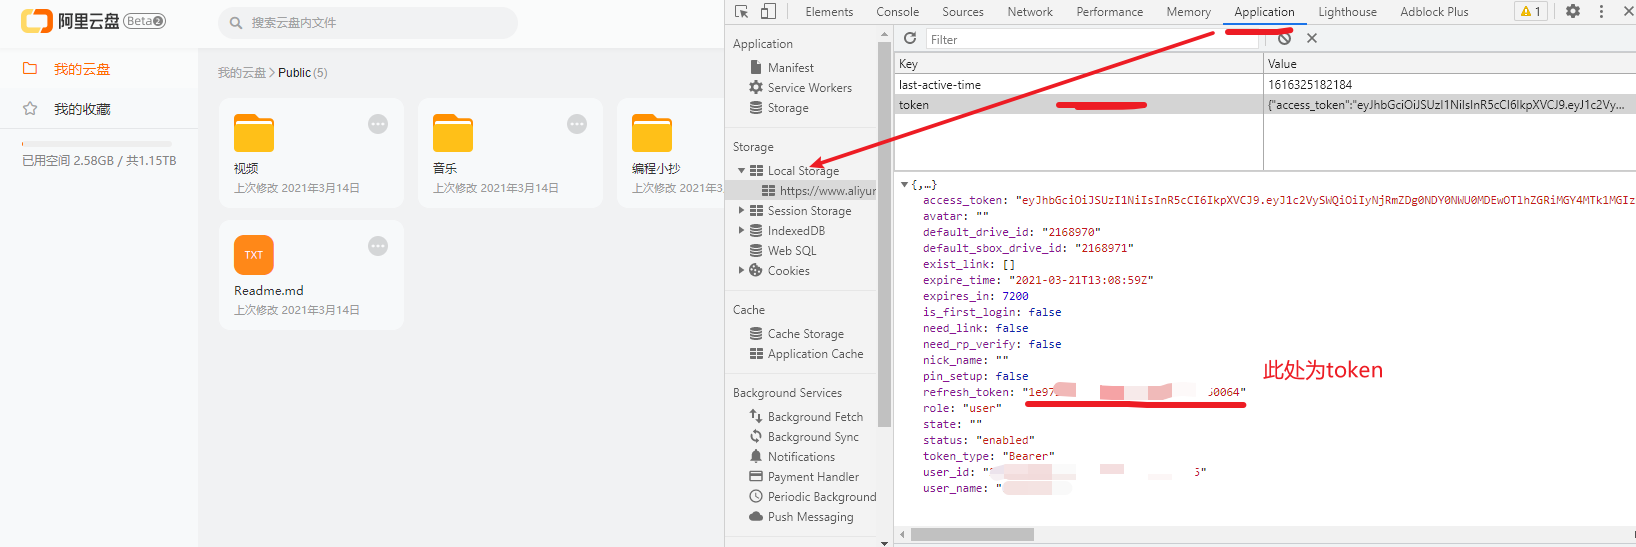 阿里云盘 Beta
搜索云盘内文件
我的云盘
我的收藏
已用空间 2.58GB / 共1.15TB
我的云盘 > Public (5)
视频
上次修改 2021年3月14日
音乐
上次修改 2021年3月14日
编程小抄
上次修改 2021年3月
TXT
Readme.md
上次修改 2021年3月14日
Elements Console Sources Network Performance Memory Application Lighthouse Adblock Plus 1
Application
Manifest
Service Workers
Storage
Storage
Local Storage
https://www.aliyun
Session Storage
IndexedDB
Web SQL
Cookies
Cache
Cache Storage
Application Cache
Background Services
Background Fetch
Background Sync
Notifications
Payment Handler
Periodic Background
Push Messaging
Filter
Key Value
last-active-time 1616325182184
token {"access_token":"eyJhbGciOiJSUzI1NiIsInR5cCI6IkpXVCJ9.eyJ1c2Vy...
{,…}
access_token: "eyJhbGciOiJSUzI1NiIsInR5cCI6IkpXVCJ9.eyJ1c2VySWQiOiIyNjRmZDg0NDY0NWU0MDEwOTlhZGRiMGY4MTk1MGIz
avatar: ""
default_drive_id: "2168970"
default_sbox_drive_id: "2168971"
exist_link: []
expire_time: "2021-03-21T13:08:59Z"
expires_in: 7200
is_first_login: false
need_link: false
need_rp_verify: false
nick_name: ""
pin_setup: false
refresh_token: "1e97 0064"
role: "user"
state: ""
status: "enabled"
token_type: "Bearer"
user_id: " 5"
user_name: "
此处为token